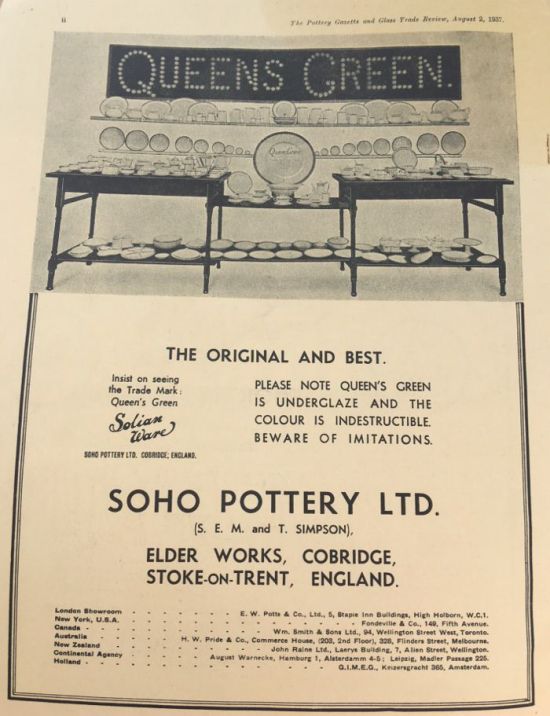 ii
The Pottery Gazette and Glass Trade Review, August 2, 1937.
QUEENS GREEN.
Queen's Green
THE ORIGINAL AND BEST.
Insist on seeing
the Trade Mark:
Queen's Green
Solian
Ware
SOHO POTTERY LTD. COBRIDGE, ENGLAND.
PLEASE NOTE QUEEN'S GREEN
IS UNDERGLAZE AND THE
COLOUR IS INDESTRUCTIBLE.
BEWARE OF IMITATIONS.
SOHO POTTERY LTD.
(S. E. M. and T. SIMPSON),
ELDER WORKS, COBRIDGE,
STOKE-ON-TRENT, ENGLAND.
London Showroom - E. W. Potts & Co., Ltd., 5, Staple Inn Buildings, High Holborn, W.C.1.
New York, U.S.A. - Fondeville & Co., 149, Fifth Avenue.
Canada - Wm. Smith & Sons Ltd., 94, Wellington Street West, Toronto.
Australia - H. W. Pride & Co., Commerce House, (203, 2nd Floor), 328, Flinders Street, Melbourne.
New Zealand - John Raine Ltd., Laerys Building, 7, Allen Street, Wellington.
Continental Agency - August Warnecke, Hamburg 1, Alsterdamm 4-5; Leipzig, Madler Passage 225.
Holland - G.I.M.E.G., Keizersgracht 365, Amsterdam.